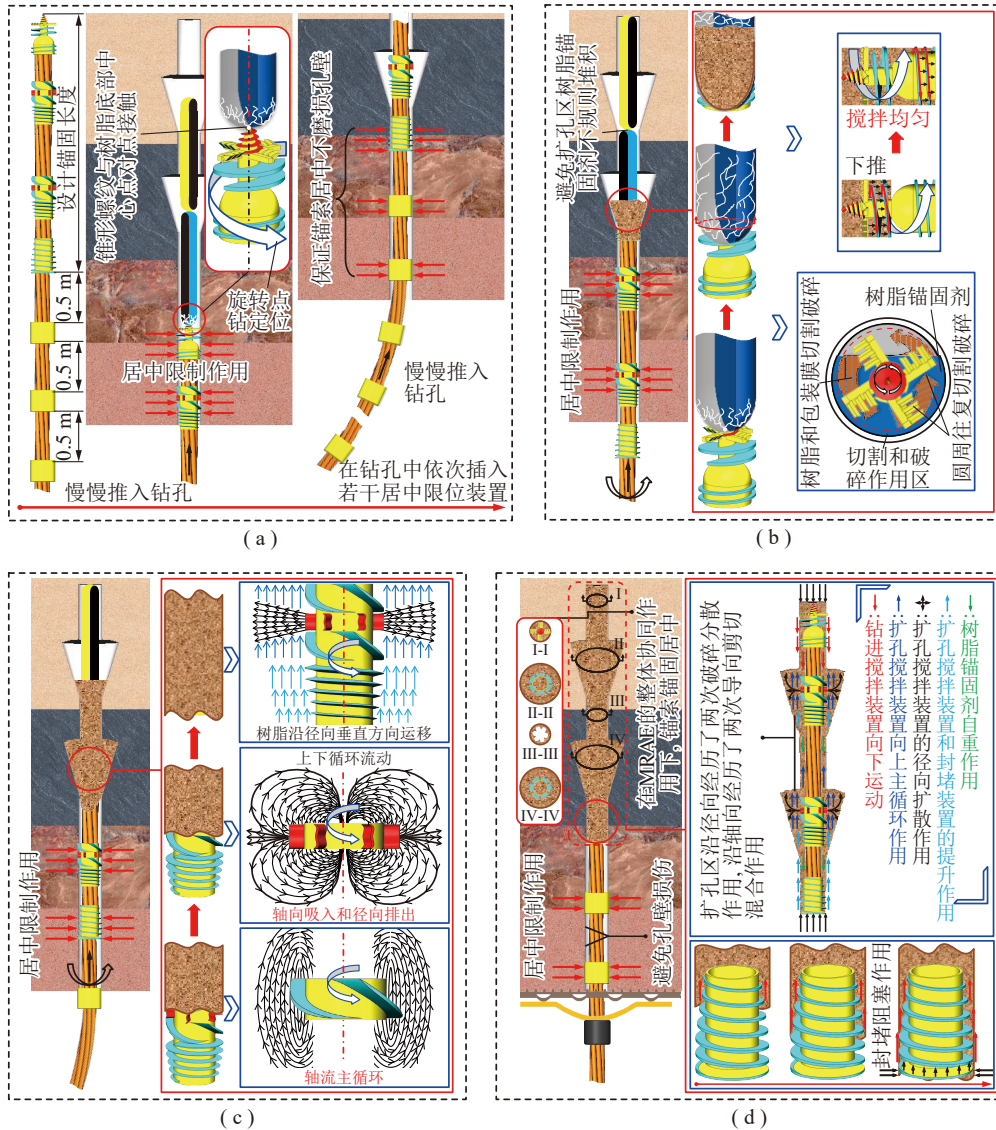 设计锚固长度
0.5 m
0.5 m
0.5 m
锥形螺纹与树脂底部中
心点对点接触
旋转点
钻定位
居中限制作用
慢慢推入钻孔
保证锚索居中不磨损孔壁
慢慢推入
钻孔
在钻孔中依次插入
若干居中限位装置
(a)
避免扩孔区树脂锚
固剂不规则堆积
居中限制作用
搅拌均匀
下推
树脂和包装膜切割破碎
树脂锚固剂
圆周往复切割破碎
切割和破
碎作用区
(b)
居中限制作用
树脂沿径向垂直方向运移
上下循环流动
轴向吸入和径向排出
轴流主循环
(c)
I
I-I
II
II-II
III
III-III
IV
IV-IV
在MRAE的整体协同作
用下,锚索锚固居中
居中限制作用
避免孔壁损伤
扩孔区沿径向经历了两次破碎分散
作用,沿轴向经历了两次导向剪切
混合作用
钻进搅拌装置向下运动
扩孔搅拌装置向上主循环作用
扩孔搅拌装置的径向扩散作用
扩孔搅拌装置和封堵装置的提升作用
树脂锚固剂自重作用
封堵阻塞作用
(d)